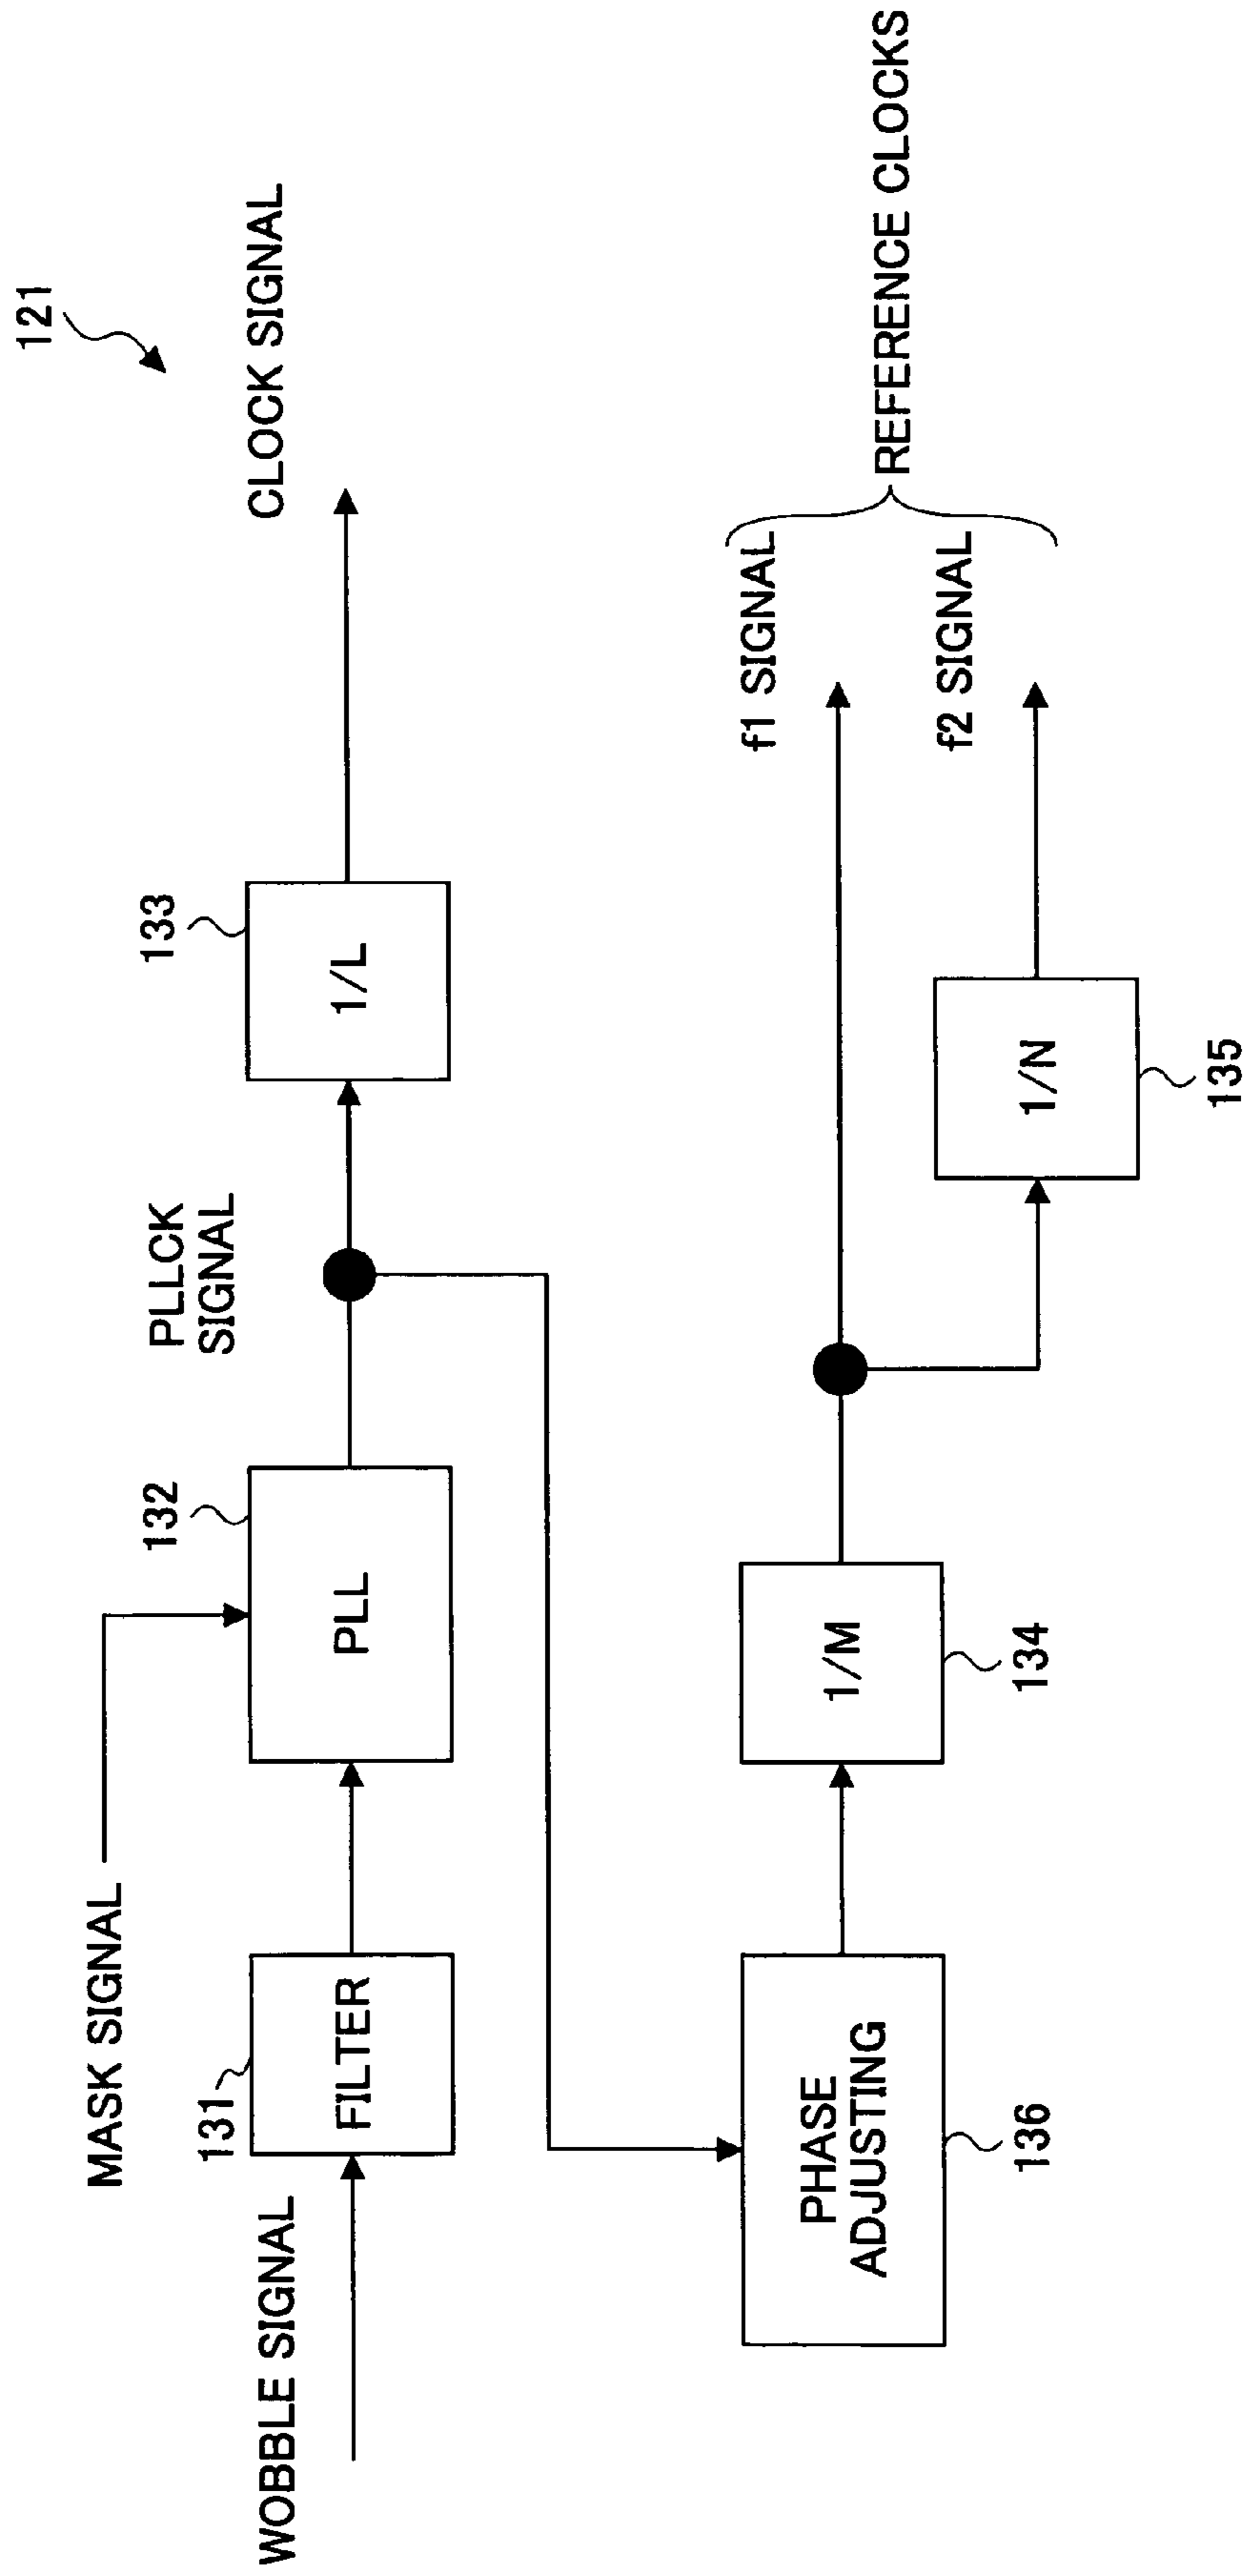 121
MASK SIGNAL
WOBBLE SIGNAL
131
FILTER
132
PLL
PLLCK
SIGNAL
133
1/L
CLOCK SIGNAL
136
PHASE
ADJUSTING
134
1/M
135
1/N
f1 SIGNAL
f2 SIGNAL
REFERENCE CLOCKS